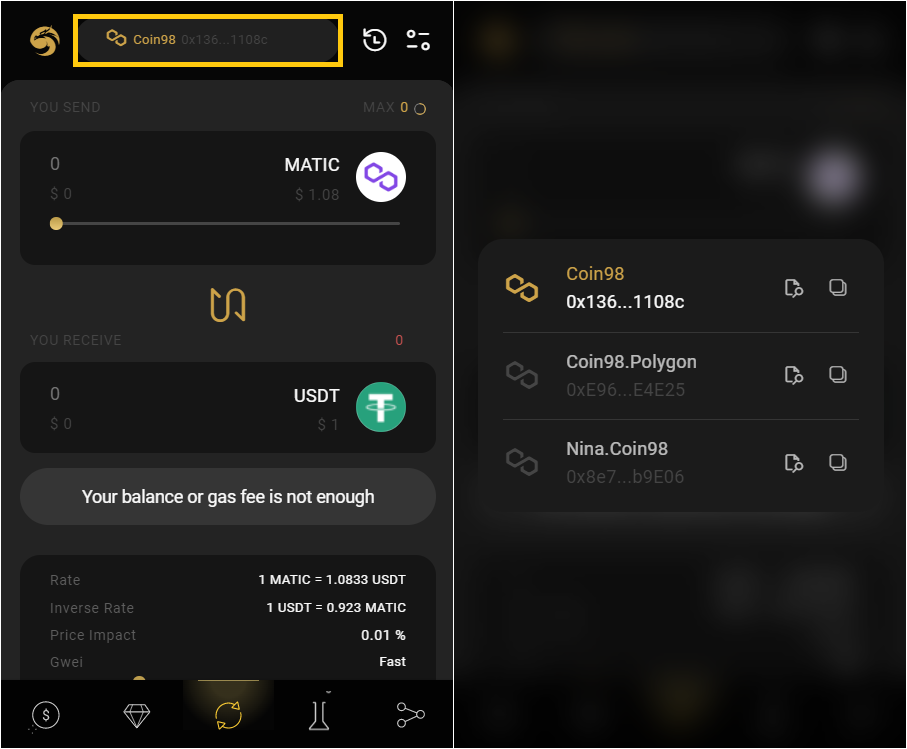 Coin98 0x136...1108c
YOU SEND
MAX 0
0
MATIC
$ 0
$ 1.08
YOU RECEIVE
0
0
USDT
$ 0
$ 1
Your balance or gas fee is not enough
Rate
1 MATIC = 1.0833 USDT
Inverse Rate
1 USDT = 0.923 MATIC
Price Impact
0.01 %
Gwei
Fast
Coin98
0x136...1108c
Coin98.Polygon
0xE96...E4E25
Nina.Coin98
0x8e7...b9E06